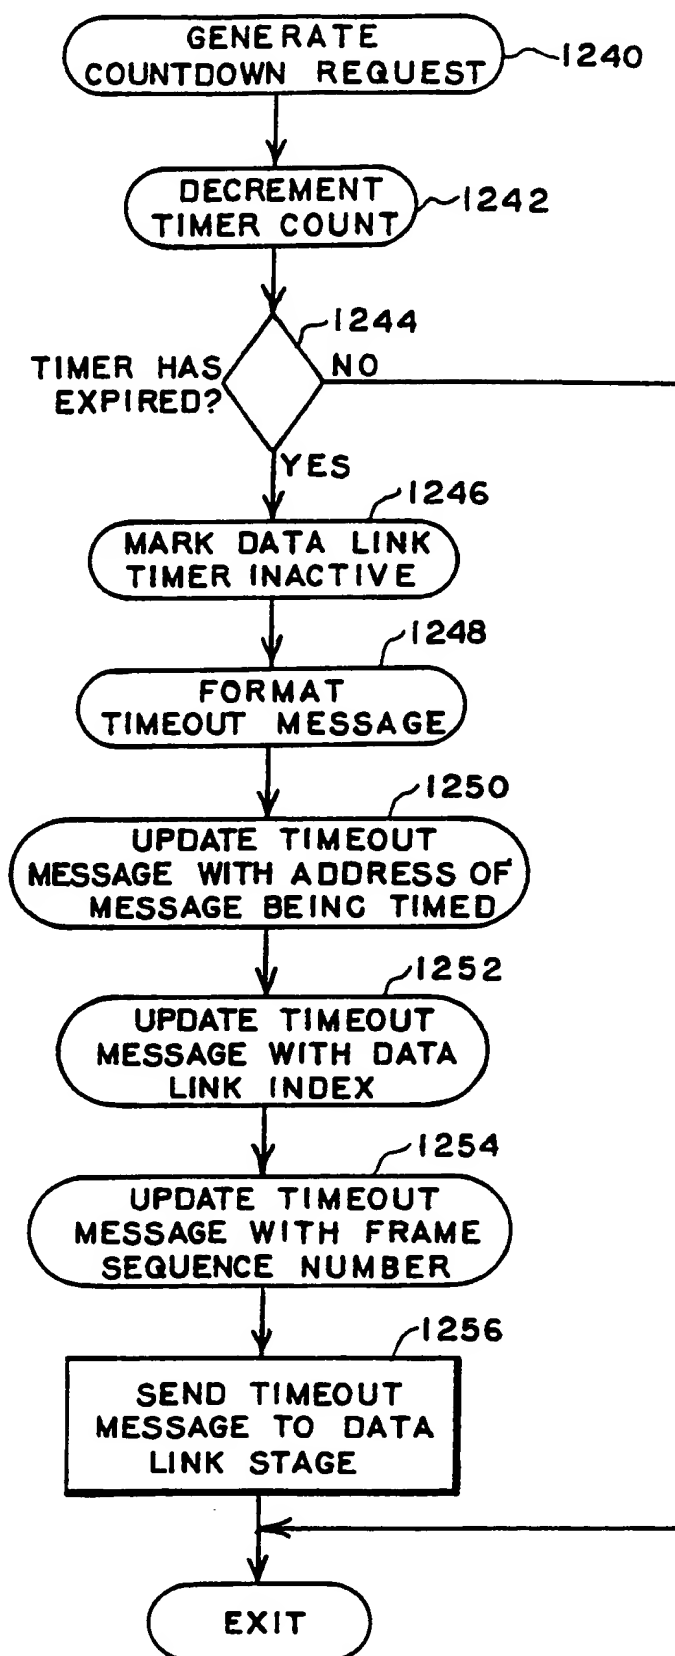 GENERATE
COUNTDOWN REQUEST
1240
DECREMENT
TIMER COUNT
1242
1244
TIMER HAS
EXPIRED?
NO
YES
1246
MARK DATA LINK
TIMER INACTIVE
1248
FORMAT
TIMEOUT MESSAGE
1250
UPDATE TIMEOUT
MESSAGE WITH ADDRESS OF
MESSAGE BEING TIMED
1252
UPDATE TIMEOUT
MESSAGE WITH DATA
LINK INDEX
1254
UPDATE TIMEOUT
MESSAGE WITH FRAME
SEQUENCE NUMBER
1256
SEND TIMEOUT
MESSAGE TO DATA
LINK STAGE
EXIT